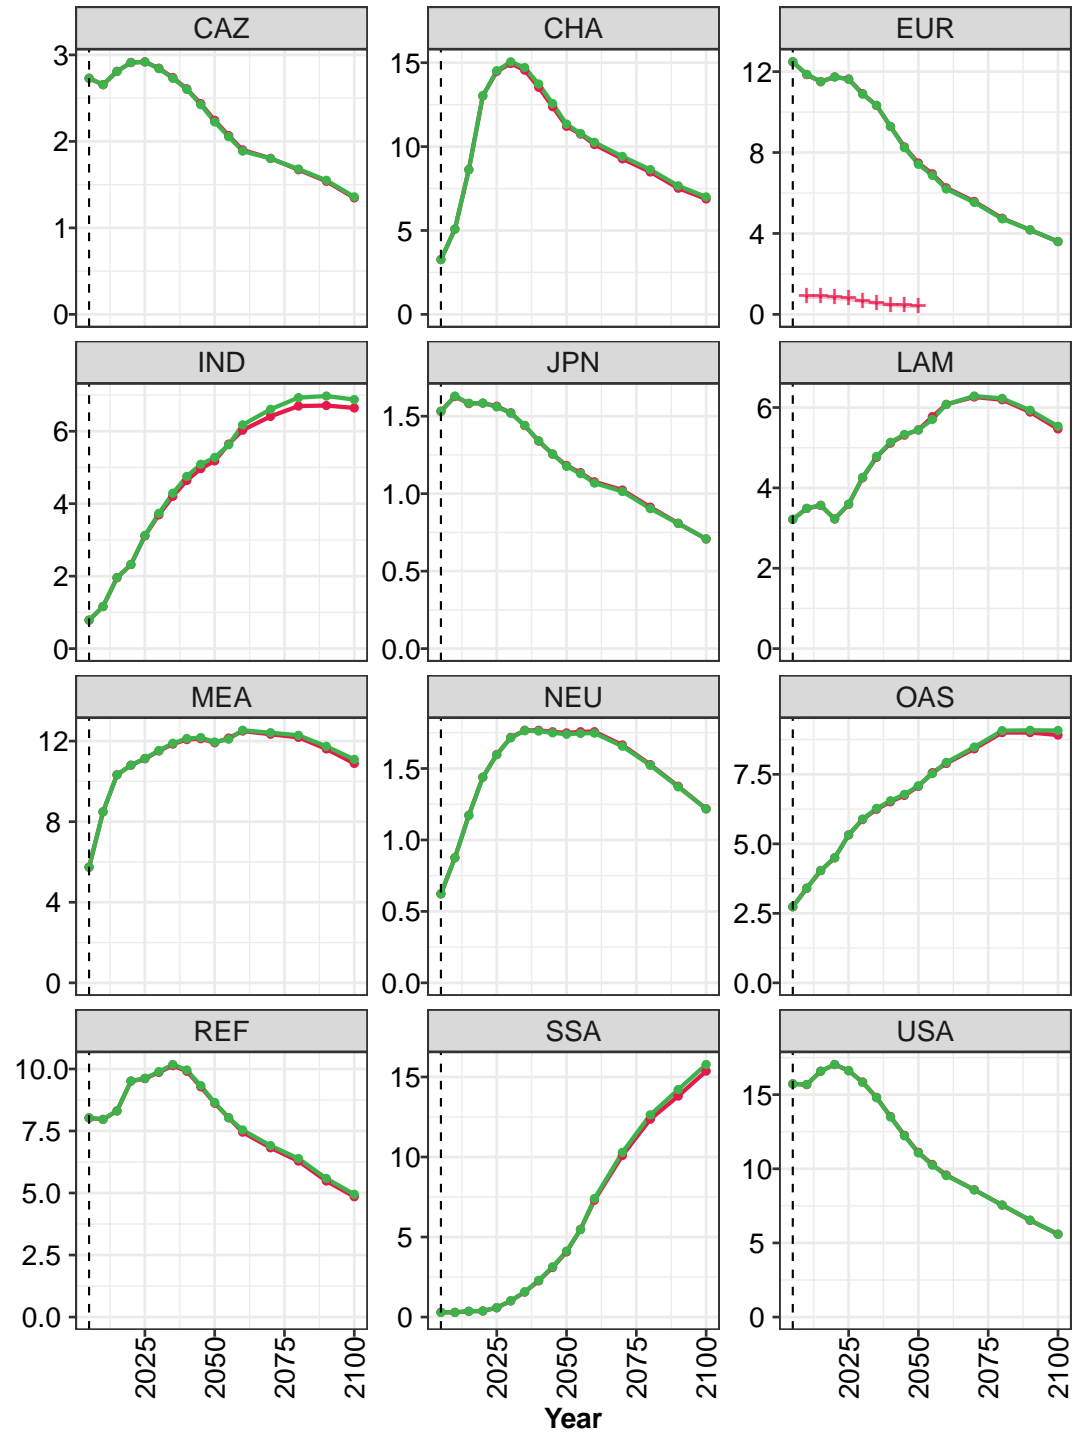 CAZ CHA EUR
3 15 12
2 10 8
1 5 4
0 0 0
IND JPN LAM
6 1.5 6
4 1.0 4
2 0.5 2
0 0.0 0
MEA NEU OAS
12 1.5 7.5
8 1.0 5.0
4 0.5 2.5
0 0.0 0.0
REF SSA USA
10.0 15 15
7.5 10 10
5.0 5 5
2.5
0.0 0 0
2025 2050 2075 2100 2025 2050 2075 2100 2025 2050 2075 2100
Year